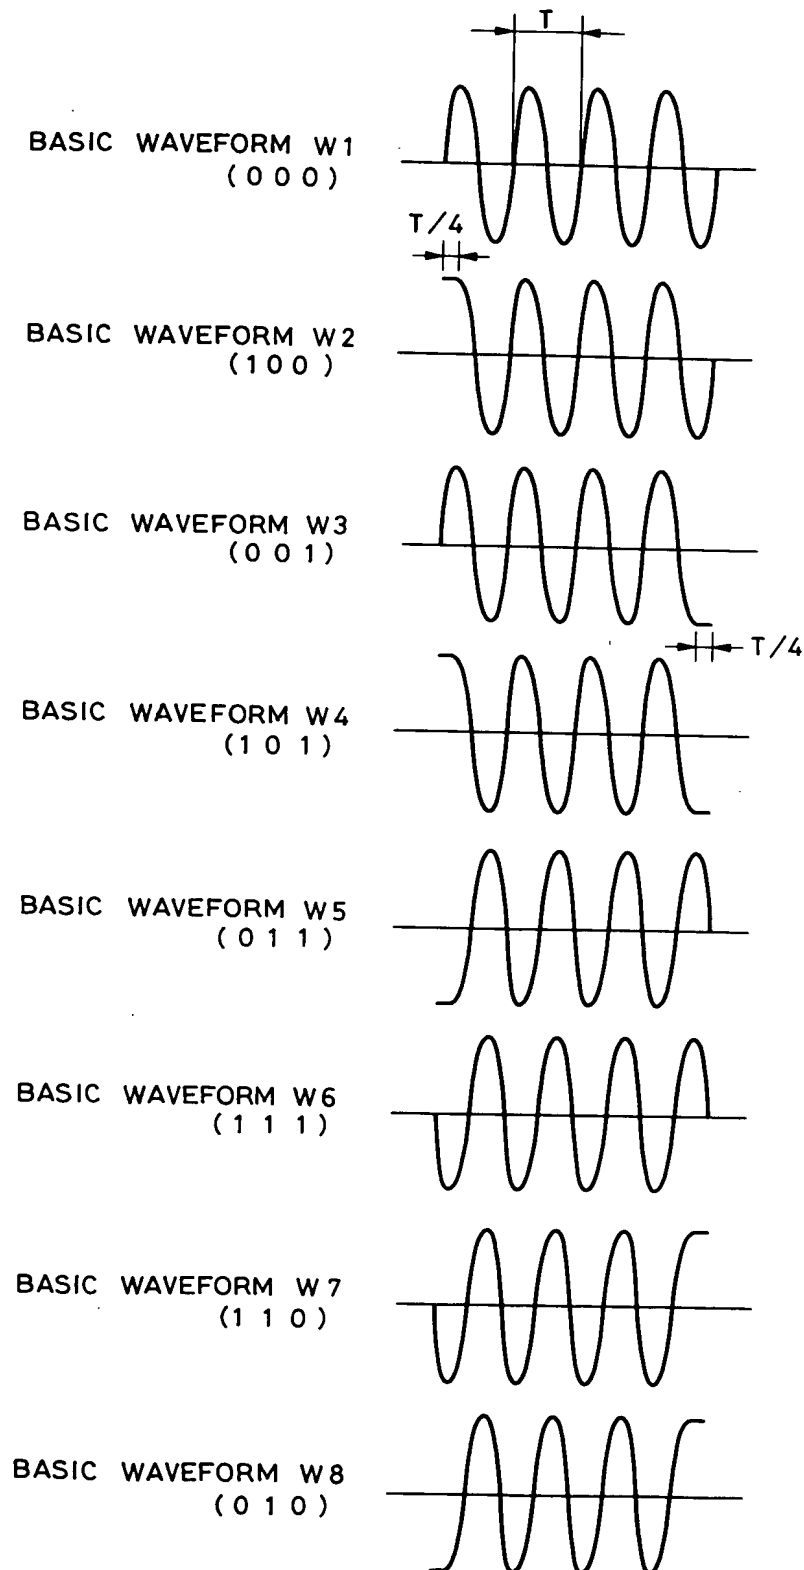 T
BASIC WAVEFORM W1
(000)
T/4
BASIC WAVEFORM W2
(100)
BASIC WAVEFORM W3
(001)
T/4
BASIC WAVEFORM W4
(101)
BASIC WAVEFORM W5
(011)
BASIC WAVEFORM W6
(111)
BASIC WAVEFORM W7
(110)
BASIC WAVEFORM W8
(010)